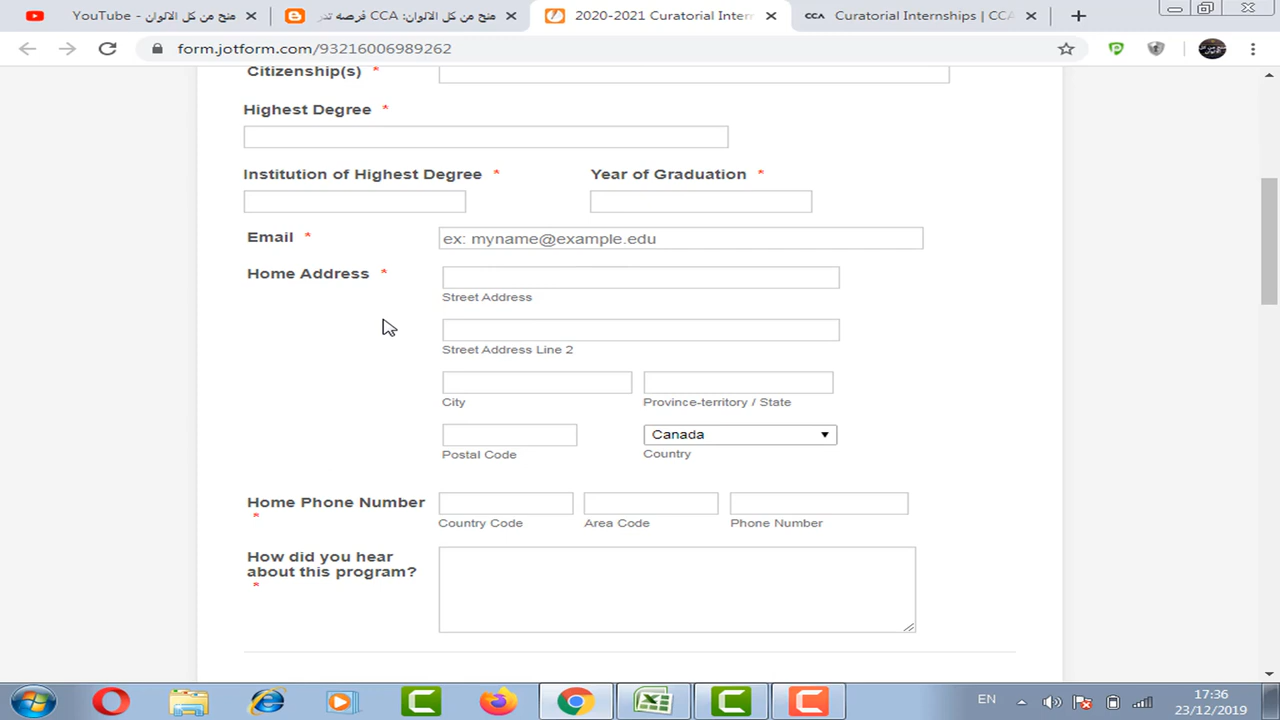 YouTube - منح من كل الالوان
منح من كل الالوان: CCA فرصه تدر
2020-2021 Curatorial Intern
CCA Curatorial Internships | CCA
form.jotform.com/93216006989262
Citizenship(s) *
Highest Degree *
Institution of Highest Degree * Year of Graduation *
Email * ex: myname@example.edu
Home Address *
Street Address
Street Address Line 2
City Province-territory / State
Canada
Postal Code Country
Home Phone Number
*
Country Code Area Code Phone Number
How did you hear
about this program?
*
EN
17:36
23/12/2019